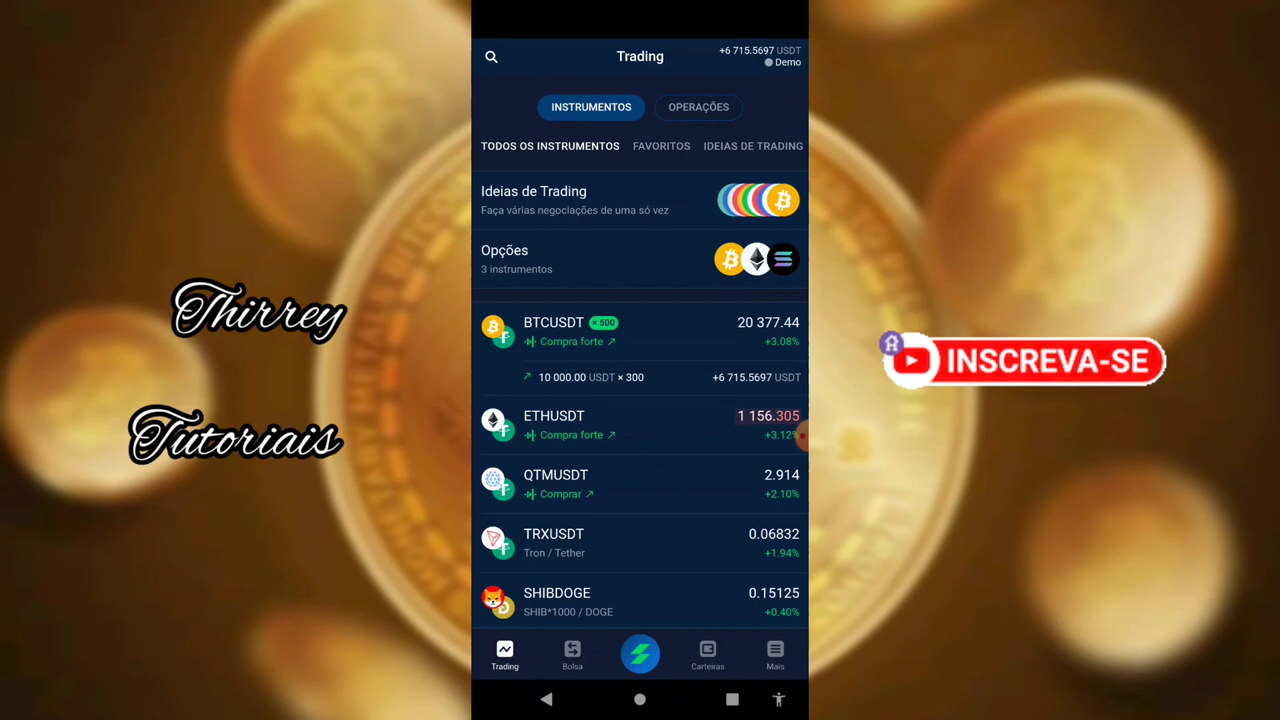 Thirrey
Tutoriais
Trading
+6 715.5697 USDT
Demo
INSTRUMENTOS
OPERAÇÕES
TODOS OS INSTRUMENTOS
FAVORITOS
IDEIAS DE TRADING
Ideias de Trading
Faça várias negociações de uma só vez
Opções
3 instrumentos
BTCUSDT ×500 20 377.44
Compra forte ↗ +3.08%
↗ 10 000.00 USDT × 300 +6 715.5697 USDT
ETHUSDT 1 156.305
Compra forte ↗ +3.12%
QTMUSDT 2.914
Comprar ↗ +2.10%
TRXUSDT 0.06832
Tron / Tether +1.94%
SHIBDOGE 0.15125
SHIB*1000 / DOGE +0.40%
Trading
Bolsa
Carteiras
Mais
INSCREVA-SE